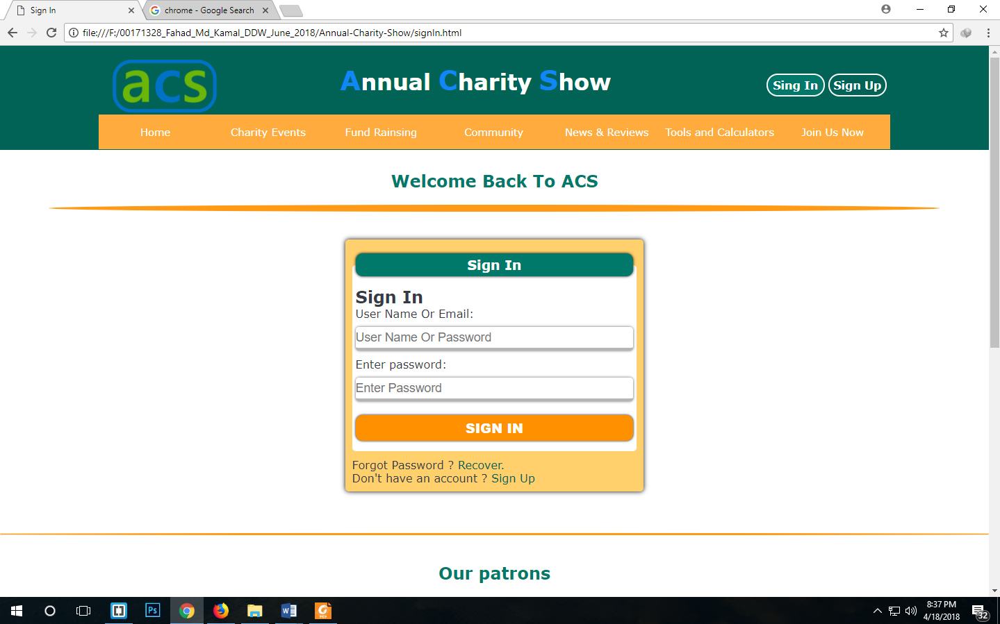 Sign In
chrome - Google Search
file:///F:/00171328_Fahad_Md_Kamal_DDW_June_2018/Annual-Charity-Show/signIn.html
acs
Annual Charity Show
Sing In Sign Up
Home Charity Events Fund Rainsing Community News & Reviews Tools and Calculators Join Us Now
Welcome Back To ACS
Sign In
Sign In
User Name Or Email:
User Name Or Password
Enter password:
Enter Password
SIGN IN
Forgot Password ? Recover.
Don't have an account ? Sign Up
Our patrons
Ps
W
G
PDF
8:37 PM
4/18/2018
32